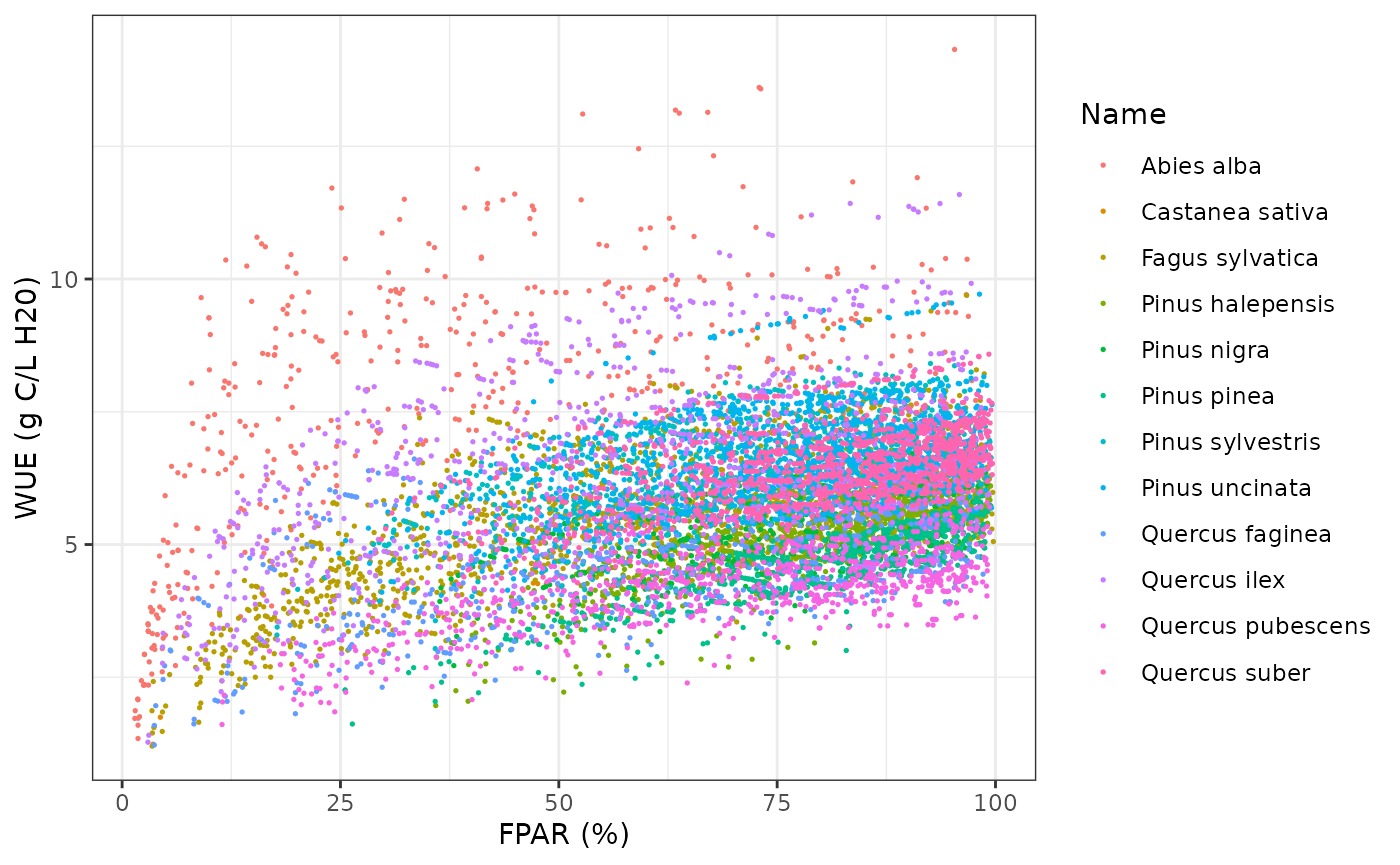 WUE (g C/L H20)
10
5
0
25
50
75
100
FPAR (%)
Name
Abies alba
Castanea sativa
Fagus sylvatica
Pinus halepensis
Pinus nigra
Pinus pinea
Pinus sylvestris
Pinus uncinata
Quercus faginea
Quercus ilex
Quercus pubescens
Quercus suber